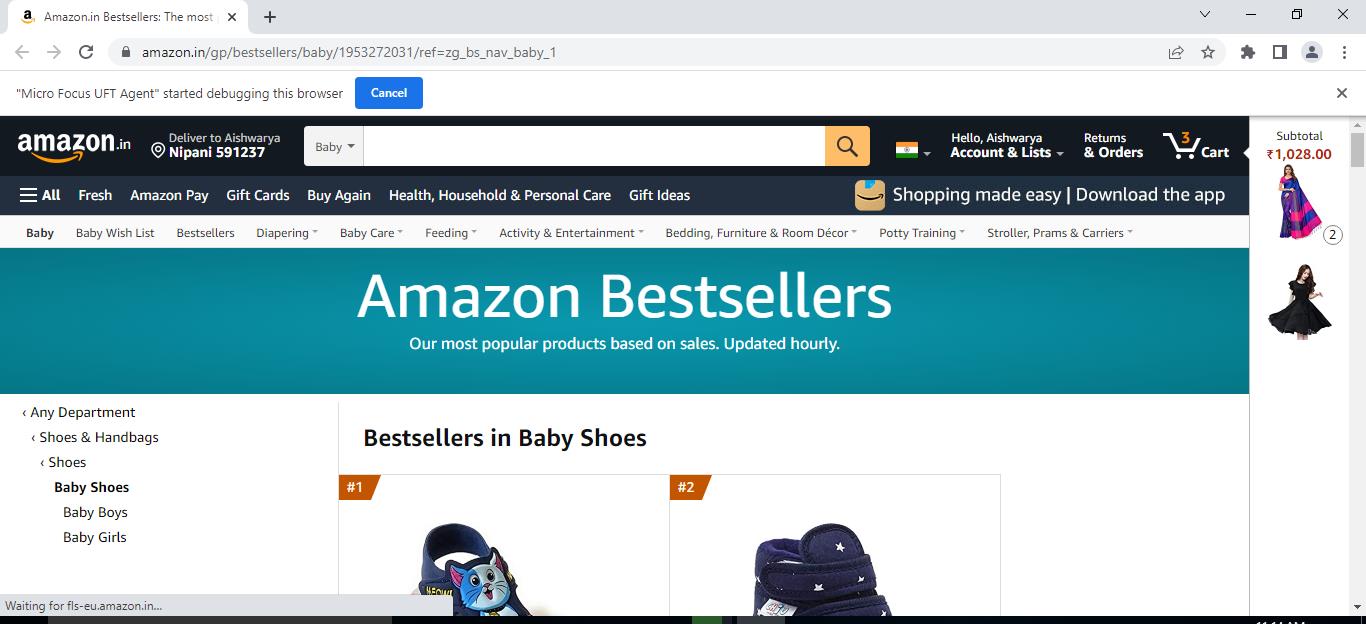 Amazon.in Bestsellers: The most
amazon.in/gp/bestsellers/baby/1953272031/ref=zg_bs_nav_baby_1
"Micro Focus UFT Agent" started debugging this browser Cancel
amazon.in
Deliver to Aishwarya
Nipani 591237
Baby
Hello, Aishwarya
Account & Lists
Returns
& Orders
3
Cart
Subtotal
₹1,028.00
2
All Fresh Amazon Pay Gift Cards Buy Again Health, Household & Personal Care Gift Ideas
Shopping made easy | Download the app
Baby Baby Wish List Bestsellers Diapering Baby Care Feeding Activity & Entertainment Bedding, Furniture & Room Décor Potty Training Stroller, Prams & Carriers
Amazon Bestsellers
Our most popular products based on sales. Updated hourly.
‹ Any Department
‹ Shoes & Handbags
‹ Shoes
Baby Shoes
Baby Boys
Baby Girls
Bestsellers in Baby Shoes
#1
#2
Waiting for fls-eu.amazon.in...